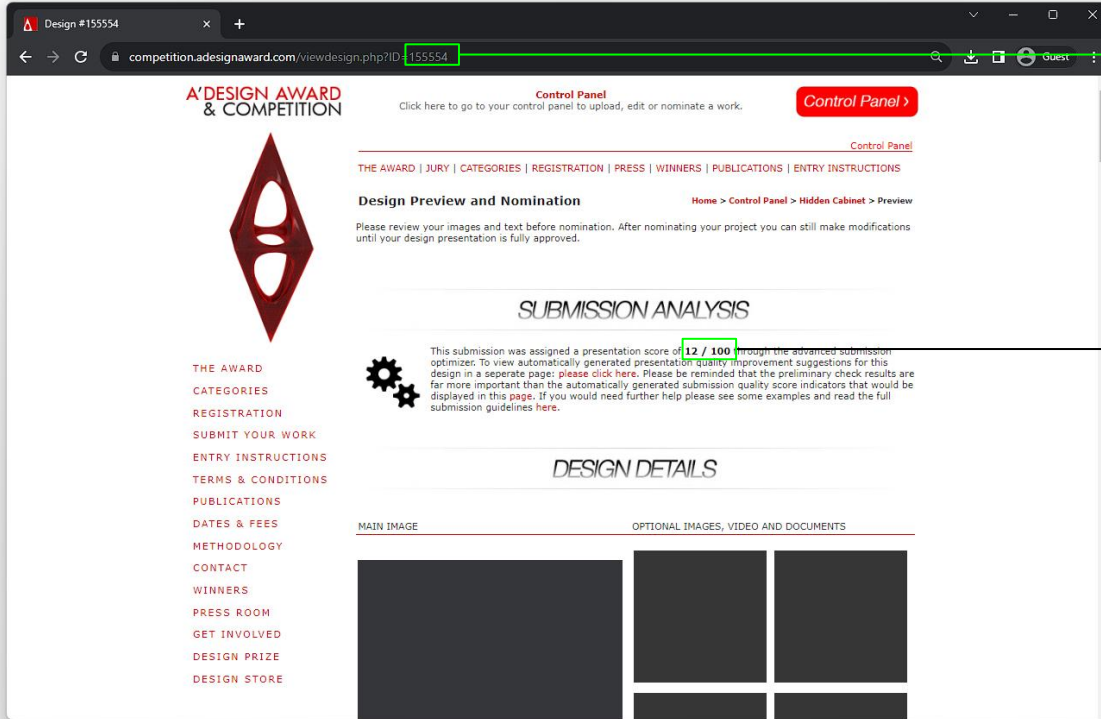 Design #155554
competition.adesignaward.com/viewdesign.php?ID=155554
Guest
A'DESIGN AWARD
& COMPETITION
Control Panel
Click here to go to your control panel to upload, edit or nominate a work.
Control Panel >
Control Panel
THE AWARD | JURY | CATEGORIES | REGISTRATION | PRESS | WINNERS | PUBLICATIONS | ENTRY INSTRUCTIONS
Design Preview and Nomination
Home > Control Panel > Hidden Cabinet > Preview
Please review your images and text before nomination. After nominating your project you can still make modifications
until your design presentation is fully approved.
SUBMISSION ANALYSIS
This submission was assigned a presentation score of 12 / 100 through the advanced submission
optimizer. To view automatically generated presentation quality improvement suggestions for this
design in a seperate page: please click here. Please be reminded that the preliminary check results are
far more important than the automatically generated submission quality score indicators that would be
displayed in this page. If you would need further help please see some examples and read the full
submission guidelines here.
DESIGN DETAILS
MAIN IMAGE
OPTIONAL IMAGES, VIDEO AND DOCUMENTS
THE AWARD
CATEGORIES
REGISTRATION
SUBMIT YOUR WORK
ENTRY INSTRUCTIONS
TERMS & CONDITIONS
PUBLICATIONS
DATES & FEES
METHODOLOGY
CONTACT
WINNERS
PRESS ROOM
GET INVOLVED
DESIGN PRIZE
DESIGN STORE